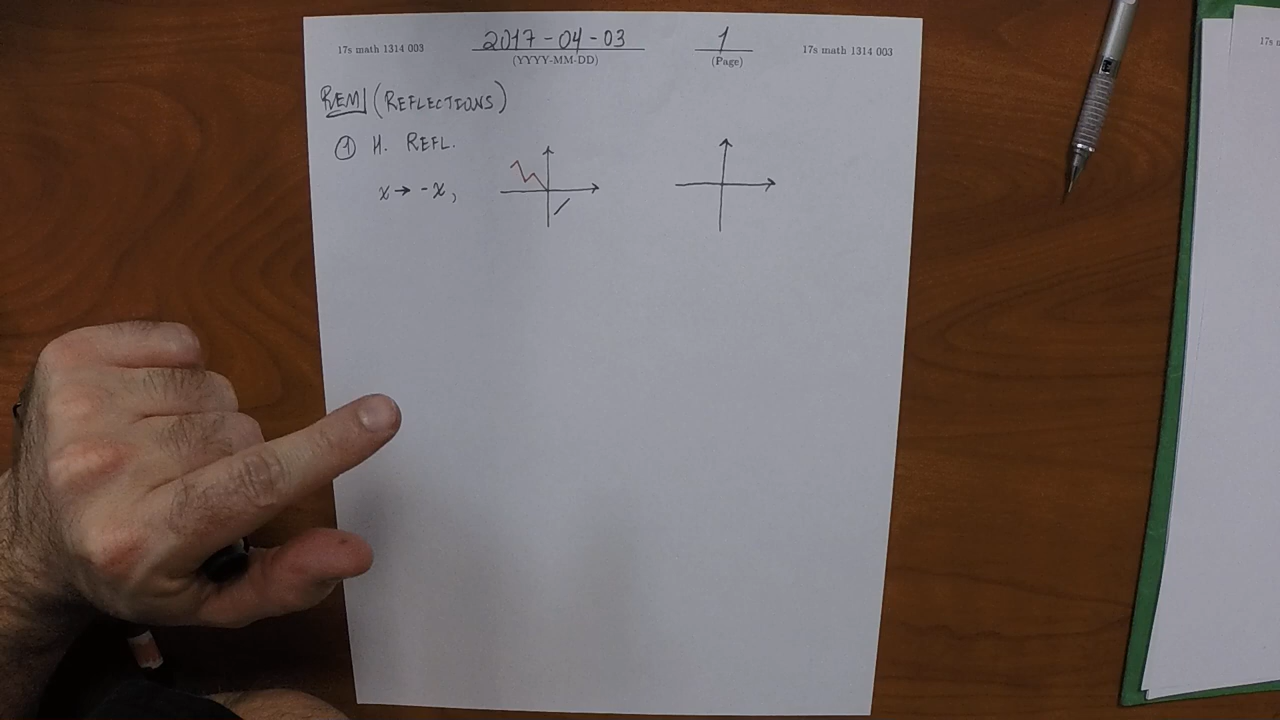 17s math 1314 003 2017-04-03 1 17s math 1314 003
(YYYY-MM-DD) (Page)
REM (REFLECTIONS)
① H. REFL.
x → -x,